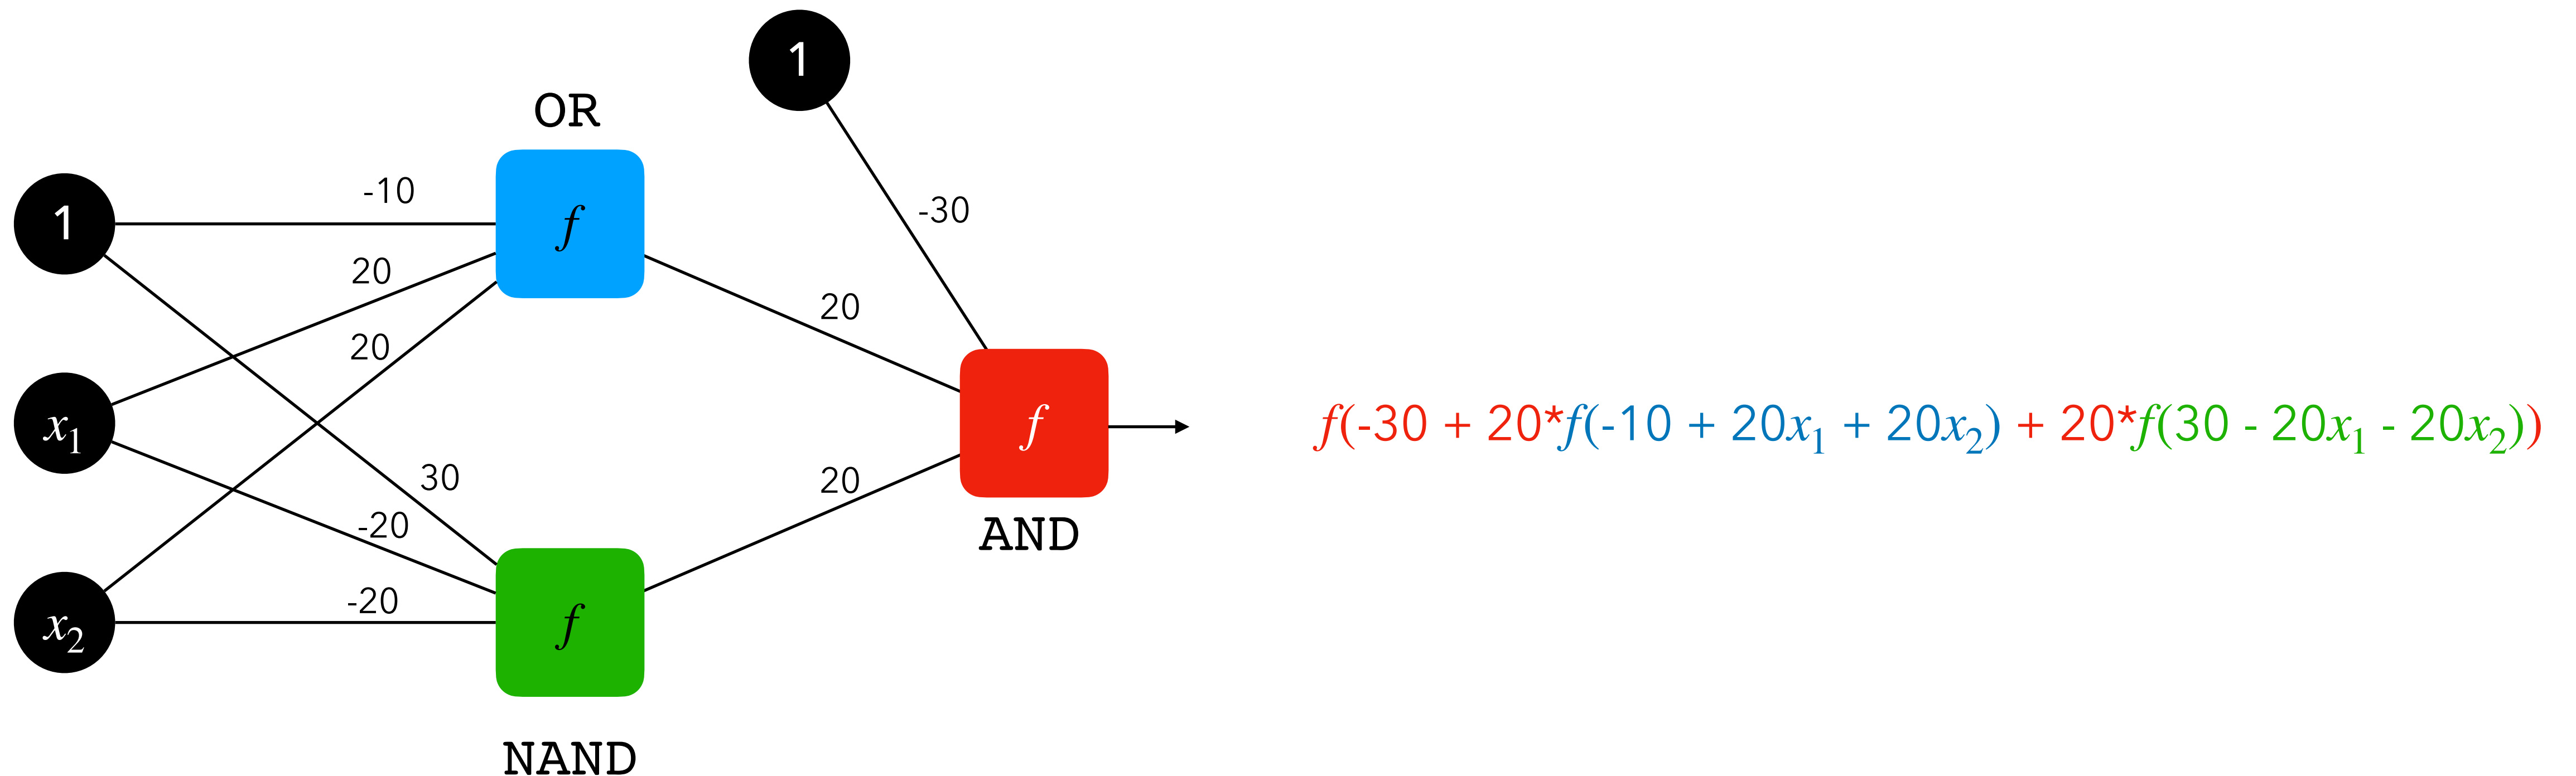 1
OR
-10
1
f
-30
20
20
20
x₁
f
f(-30 + 20*f(-10 + 20x₁ + 20x₂) + 20*f(30 - 20x₁ - 20x₂))
30
20
-20
AND
-20
x₂
f
NAND